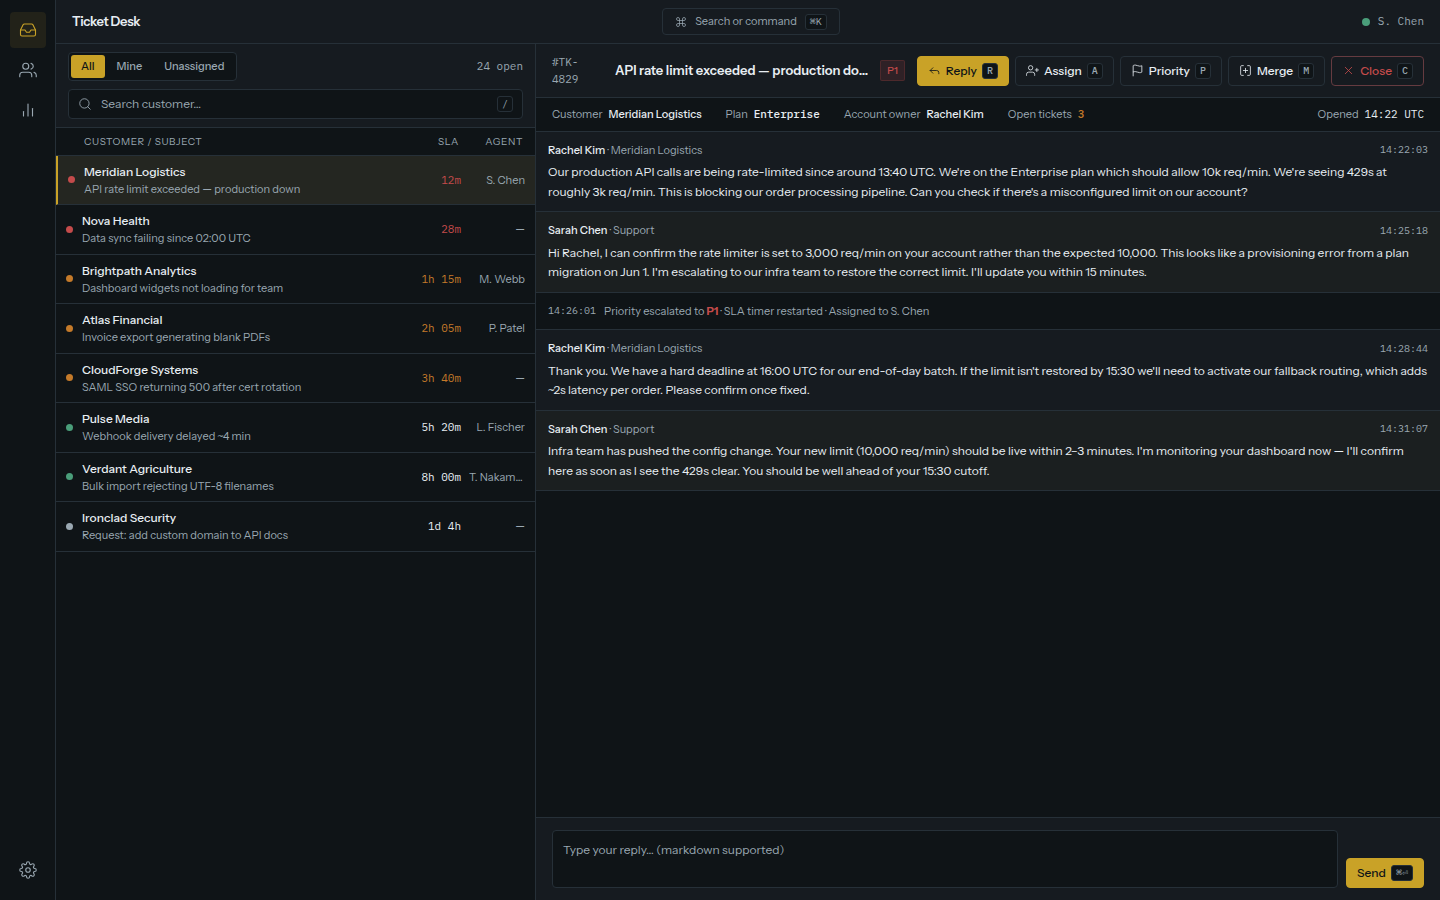 Ticket Desk
Search or command ⌘K
S. Chen
All Mine Unassigned
24 open
Search customer... /
CUSTOMER / SUBJECT SLA AGENT
Meridian Logistics
API rate limit exceeded — production down
12m S. Chen
Nova Health
Data sync failing since 02:00 UTC
28m —
Brightpath Analytics
Dashboard widgets not loading for team
1h 15m M. Webb
Atlas Financial
Invoice export generating blank PDFs
2h 05m P. Patel
CloudForge Systems
SAML SSO returning 500 after cert rotation
3h 40m —
Pulse Media
Webhook delivery delayed ~4 min
5h 20m L. Fischer
Verdant Agriculture
Bulk import rejecting UTF-8 filenames
8h 00m T. Nakam...
Ironclad Security
Request: add custom domain to API docs
1d 4h —
#TK-
4829
API rate limit exceeded — production do... P1
Reply R Assign A Priority P Merge M Close C
Customer Meridian Logistics Plan Enterprise Account owner Rachel Kim Open tickets 3 Opened 14:22 UTC
Rachel Kim · Meridian Logistics 14:22:03
Our production API calls are being rate-limited since around 13:40 UTC. We're on the Enterprise plan which should allow 10k req/min. We're seeing 429s at
roughly 3k req/min. This is blocking our order processing pipeline. Can you check if there's a misconfigured limit on our account?
Sarah Chen · Support 14:25:18
Hi Rachel, I can confirm the rate limiter is set to 3,000 req/min on your account rather than the expected 10,000. This looks like a provisioning error from a plan
migration on Jun 1. I'm escalating to our infra team to restore the correct limit. I'll update you within 15 minutes.
14:26:01 Priority escalated to P1 · SLA timer restarted · Assigned to S. Chen
Rachel Kim · Meridian Logistics 14:28:44
Thank you. We have a hard deadline at 16:00 UTC for our end-of-day batch. If the limit isn't restored by 15:30 we'll need to activate our fallback routing, which adds
~2s latency per order. Please confirm once fixed.
Sarah Chen · Support 14:31:07
Infra team has pushed the config change. Your new limit (10,000 req/min) should be live within 2–3 minutes. I'm monitoring your dashboard now — I'll confirm
here as soon as I see the 429s clear. You should be well ahead of your 15:30 cutoff.
Type your reply... (markdown supported)
Send ⌘⏎